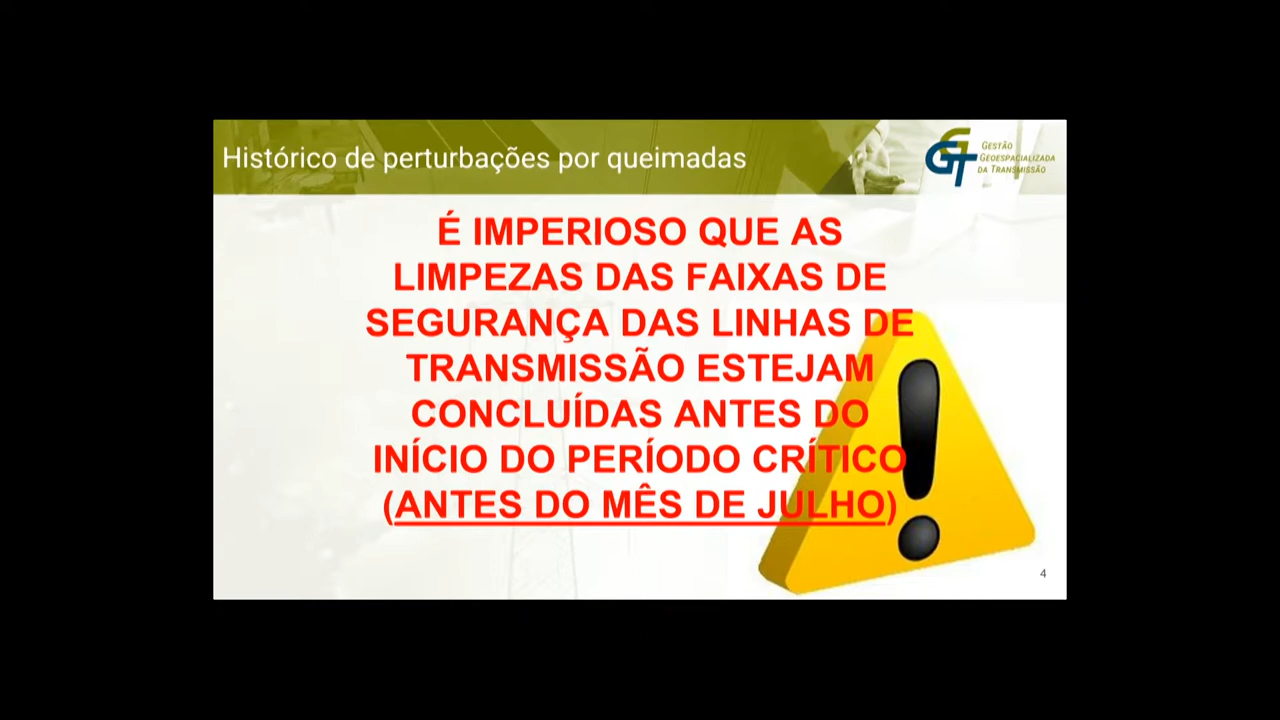 Histórico de perturbações por queimadas
GESTÃO
GEOESPACIALIZADA
DA TRANSMISSÃO
É IMPERIOSO QUE AS
LIMPEZAS DAS FAIXAS DE
SEGURANÇA DAS LINHAS DE
TRANSMISSÃO ESTEJAM
CONCLUÍDAS ANTES DO
INÍCIO DO PERÍODO CRÍTICO
(ANTES DO MÊS DE JULHO)
4